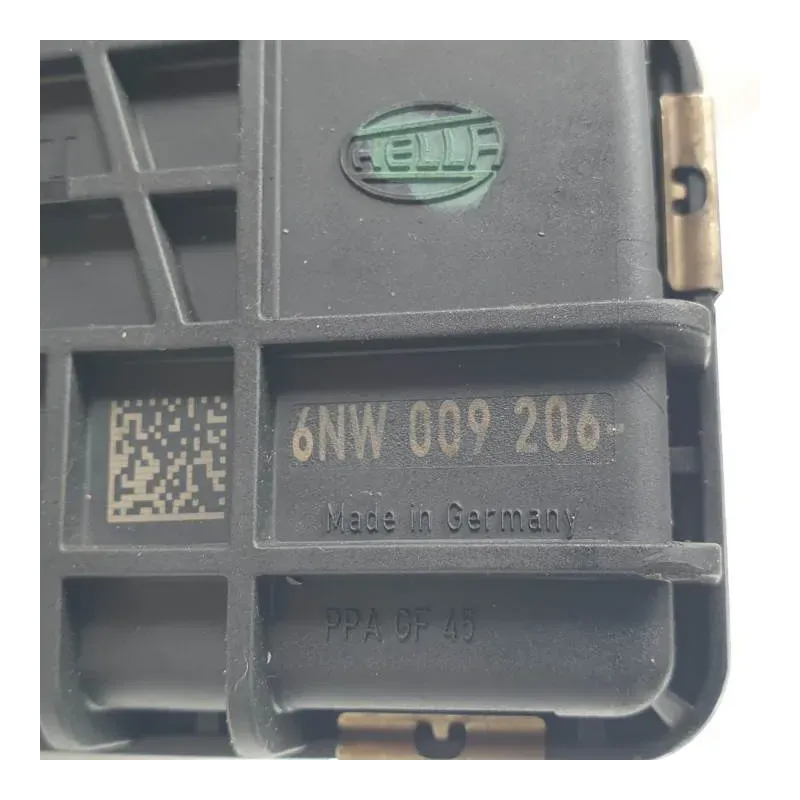 HELLA
6NW 009 206-
Made in Germany
PPA GF 45